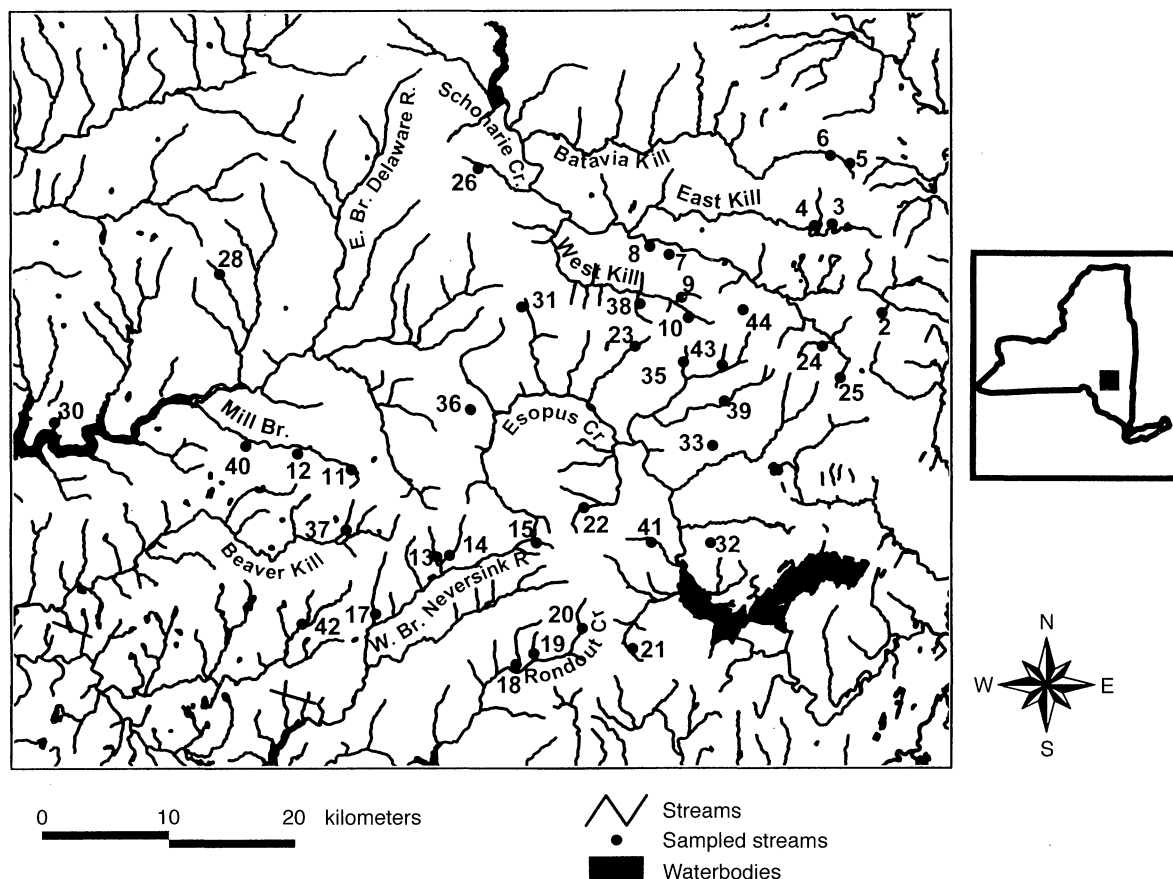 Schoharie Cr.
E. Br. Delaware R.
Batavia Kill
6
5
26
East Kill
4
3
8
7
28
West Kill
9
31
38
10
44
2
23
43
24
35
25
36
39
30
Mill Br.
Esopus Cr
33
40
12
11
22
37
15
41
32
13
14
Beaver Kill
W. Br. Neversink R
17
42
20
19
21
18
Rondout Cr
N
W
E
S
0
10
20
kilometers
Streams
Sampled streams
Waterbodies